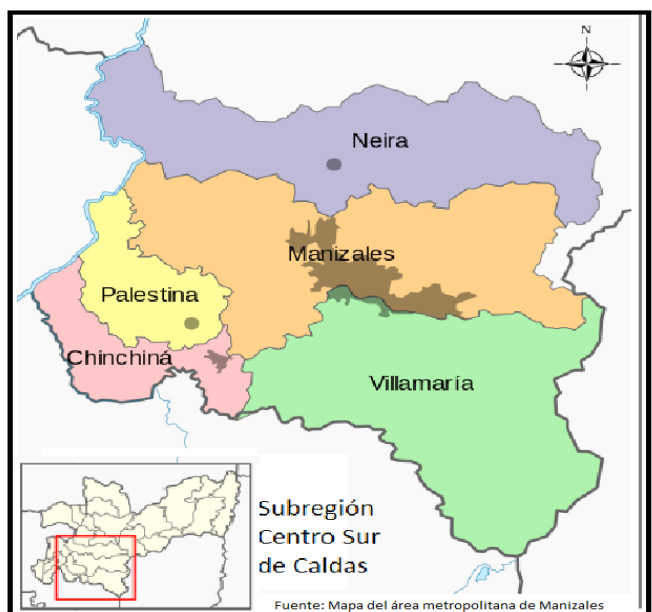 N
Neira
Manizales
Palestina
Chinchiná
Villamaría
Subregión
Centro Sur
de Caldas
Fuente: Mapa del área metropolitana de Manizales